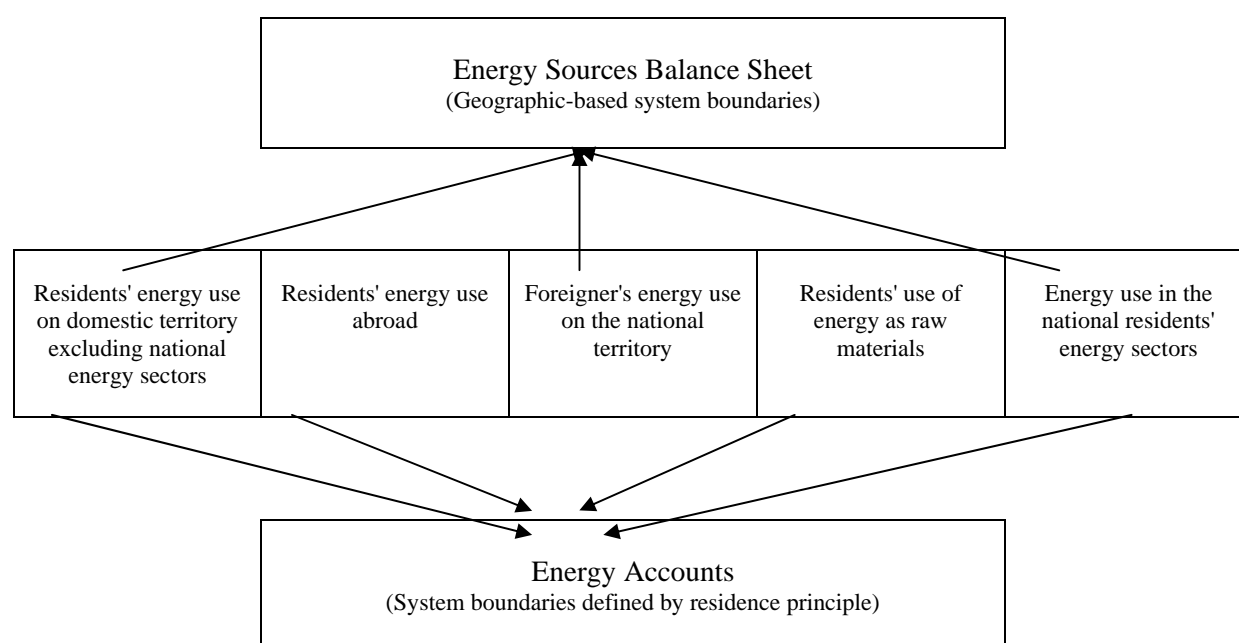 Energy Sources Balance Sheet
(Geographic-based system boundaries)
Residents' energy use
on domestic territory
excluding national
energy sectors
Residents' energy use
abroad
Foreigner's energy use
on the national
territory
Residents' use of
energy as raw
materials
Energy use in the
national residents'
energy sectors
Energy Accounts
(System boundaries defined by residence principle)